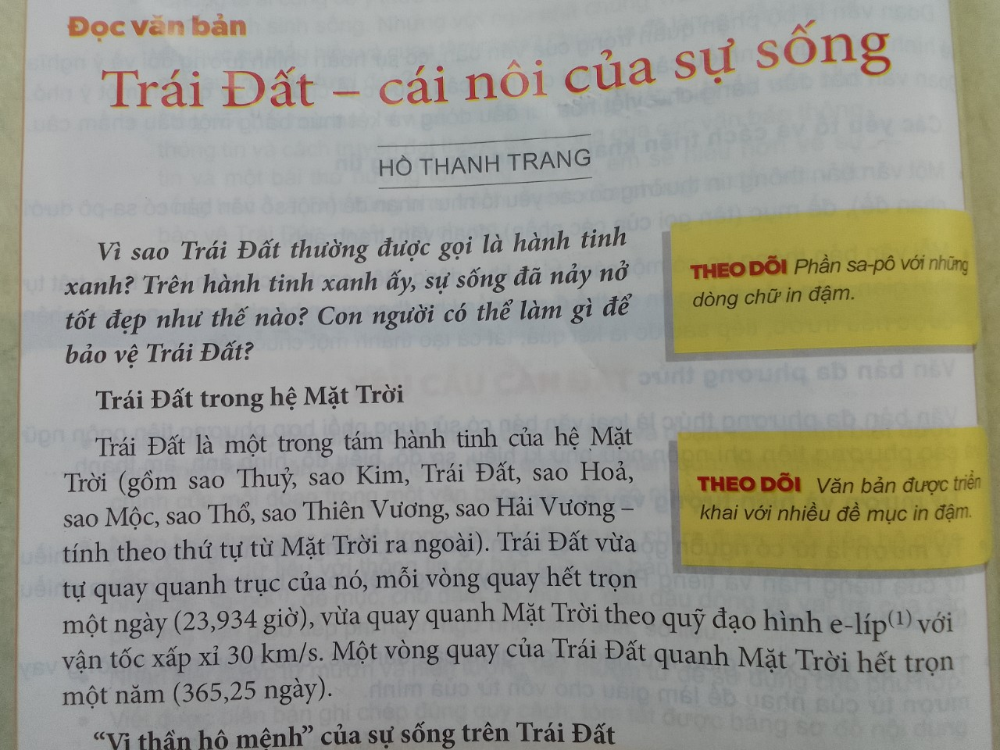 Đọc văn bản
Trái Đất – cái nôi của sự sống
HỒ THANH TRANG
Vì sao Trái Đất thường được gọi là hành tinh
xanh? Trên hành tinh xanh ấy, sự sống đã nảy nở
tốt đẹp như thế nào? Con người có thể làm gì để
bảo vệ Trái Đất?
THEO DÕI Phần sa-pô với những
dòng chữ in đậm.
Trái Đất trong hệ Mặt Trời
Trái Đất là một trong tám hành tinh của hệ Mặt
Trời (gồm sao Thuỷ, sao Kim, Trái Đất, sao Hoả,
sao Mộc, sao Thổ, sao Thiên Vương, sao Hải Vương –
tính theo thứ tự từ Mặt Trời ra ngoài). Trái Đất vừa
tự quay quanh trục của nó, mỗi vòng quay hết trọn
một ngày (23,934 giờ), vừa quay quanh Mặt Trời theo quỹ đạo hình e-líp(1) với
vận tốc xấp xỉ 30 km/s. Một vòng quay của Trái Đất quanh Mặt Trời hết trọn
một năm (365,25 ngày).
THEO DÕI Văn bản được triển
khai với nhiều đề mục in đậm.
“Vị thần hộ mệnh” của sự sống trên Trái Đất